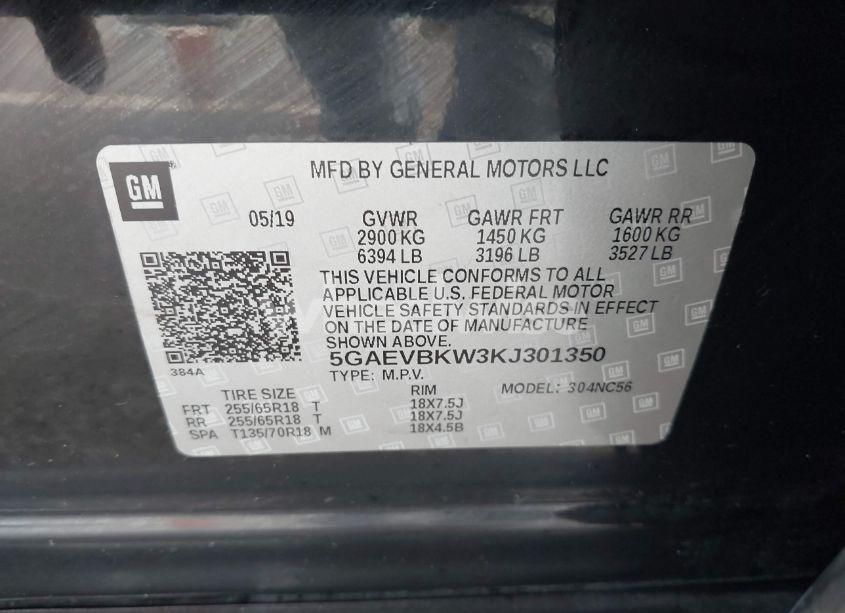 GM
MFD BY GENERAL MOTORS LLC
05/19 GVWR GAWR FRT GAWR RR
2900 KG 1450 KG 1600 KG
6394 LB 3196 LB 3527 LB
THIS VEHICLE CONFORMS TO ALL
APPLICABLE U.S. FEDERAL MOTOR
VEHICLE SAFETY STANDARDS IN EFFECT
ON THE DATE OF MANUFACTURE
SHOWN ABOVE.
5GAEVBKW3KJ301350
384A
TYPE: M.P.V. MODEL: 304NC56
TIRE SIZE RIM
FRT 255/65R18 T 18X7.5J
RR 255/65R18 T 18X7.5J
SPA T135/70R18 M 18X4.5B